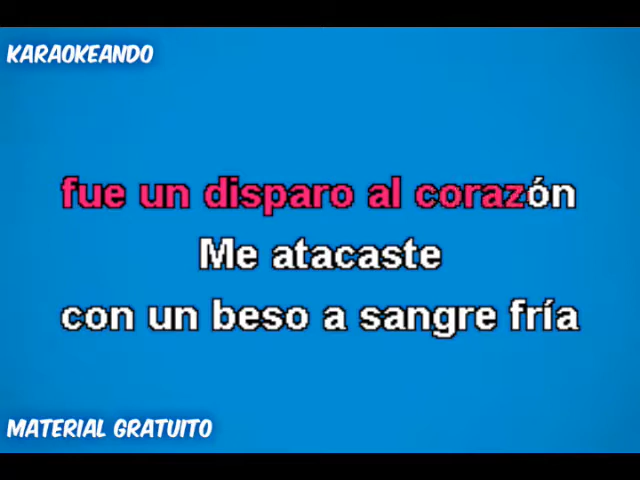 KARAOKEANDO
fue un disparo al corazón
Me atacaste
con un beso a sangre fría
MATERIAL GRATUITO